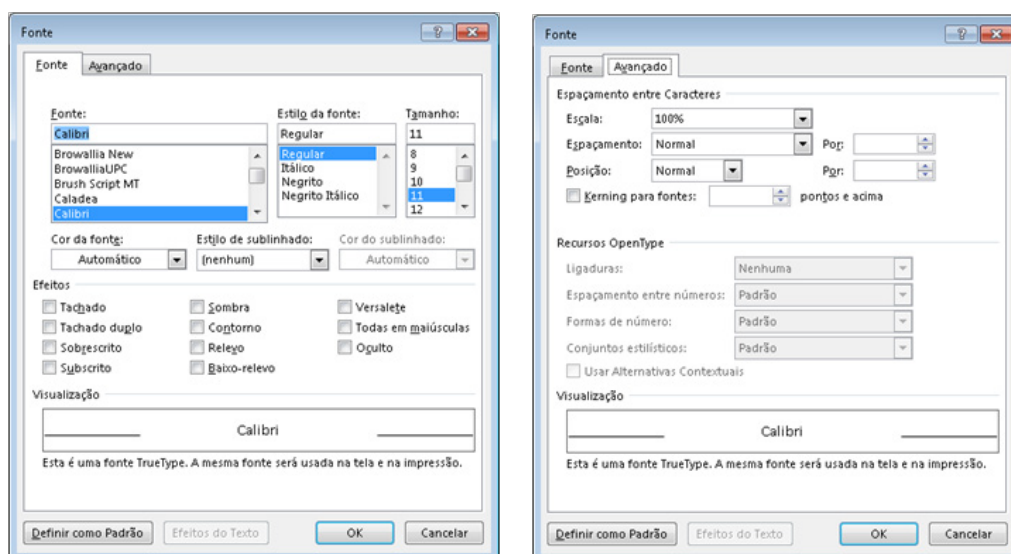 Fonte
Fonte Avançado
Fonte: Estilo da fonte: Tamanho:
Calibri Regular 11
Browallia New Regular 8
BrowalliaUPC Itálico 9
Brush Script MT Negrito 10
Caladea Negrito Itálico 11
Calibri 12
Cor da fonte: Estilo de sublinhado: Cor do sublinhado:
Automático (nenhum) Automático
Efeitos
Tachado Sombra Versalete
Tachado duplo Contorno Todas em maiúsculas
Sobrescrito Relevo Oculto
Subscrito Baixo-relevo
Visualização
Calibri
Esta é uma fonte TrueType. A mesma fonte será usada na tela e na impressão.
Definir como Padrão Efeitos do Texto OK Cancelar
Fonte
Fonte Avançado
Espaçamento entre Caracteres
Escala: 100%
Espaçamento: Normal Por:
Posição: Normal Por:
Kerning para fontes: pontos e acima
Recursos OpenType
Ligaduras: Nenhuma
Espaçamento entre números: Padrão
Formas de número: Padrão
Conjuntos estilísticos: Padrão
Usar Alternativas Contextuais
Visualização
Calibri
Esta é uma fonte TrueType. A mesma fonte será usada na tela e na impressão.
Definir como Padrão Efeitos do Texto OK Cancelar